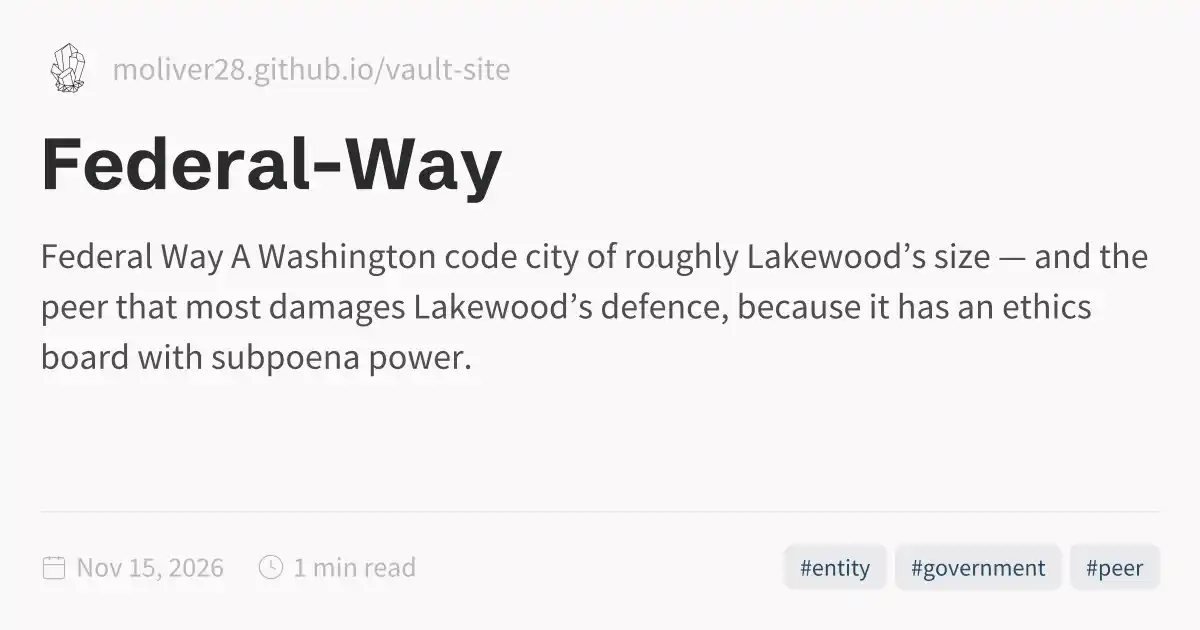 moliver28.github.io/vault-site
Federal-Way
Federal Way A Washington code city of roughly Lakewood’s size — and the
peer that most damages Lakewood’s defence, because it has an ethics
board with subpoena power.
Nov 15, 2026 1 min read #entity #government #peer